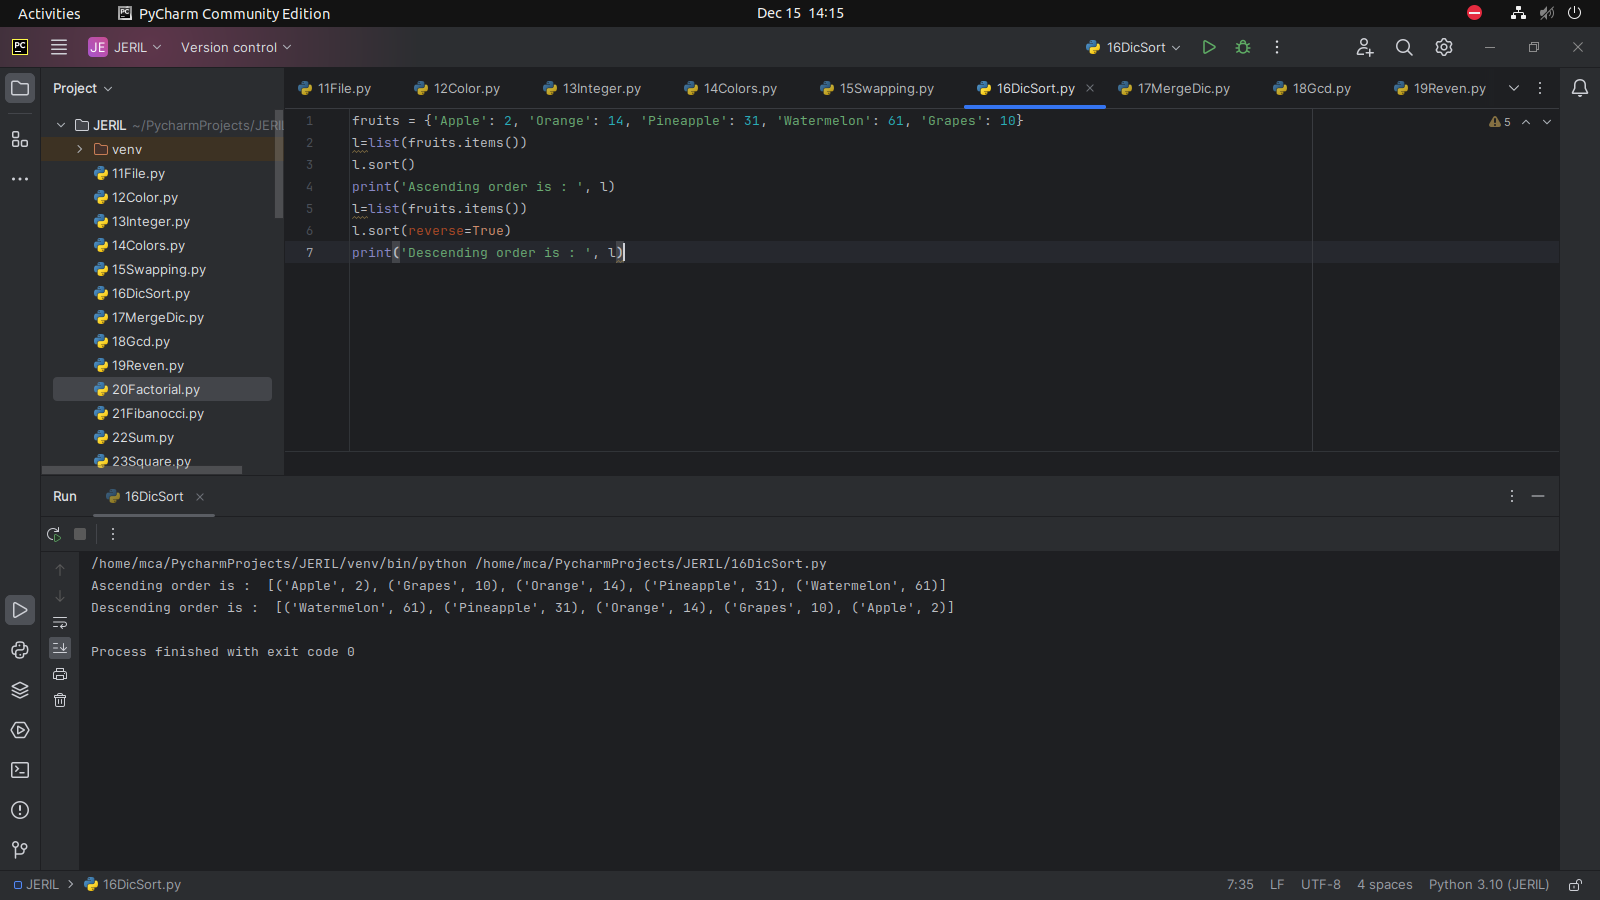 Activities PyCharm Community Edition Dec 15 14:15
PC JE JERIL Version control 16DicSort
Project 11File.py 12Color.py 13Integer.py 14Colors.py 15Swapping.py 16DicSort.py 17MergeDic.py 18Gcd.py 19Reven.py
JERIL ~/PycharmProjects/JERIL
venv
11File.py
12Color.py
13Integer.py
14Colors.py
15Swapping.py
16DicSort.py
17MergeDic.py
18Gcd.py
19Reven.py
20Factorial.py
21Fibanocci.py
22Sum.py
23Square.py
1 fruits = {'Apple': 2, 'Orange': 14, 'Pineapple': 31, 'Watermelon': 61, 'Grapes': 10} 5
2 l=list(fruits.items())
3 l.sort()
4 print('Ascending order is : ', l)
5 l=list(fruits.items())
6 l.sort(reverse=True)
7 print('Descending order is : ', l)
Run 16DicSort
/home/mca/PycharmProjects/JERIL/venv/bin/python /home/mca/PycharmProjects/JERIL/16DicSort.py
Ascending order is :  [('Apple', 2), ('Grapes', 10), ('Orange', 14), ('Pineapple', 31), ('Watermelon', 61)]
Descending order is :  [('Watermelon', 61), ('Pineapple', 31), ('Orange', 14), ('Grapes', 10), ('Apple', 2)]
Process finished with exit code 0
JERIL 16DicSort.py 7:35 LF UTF-8 4 spaces Python 3.10 (JERIL)